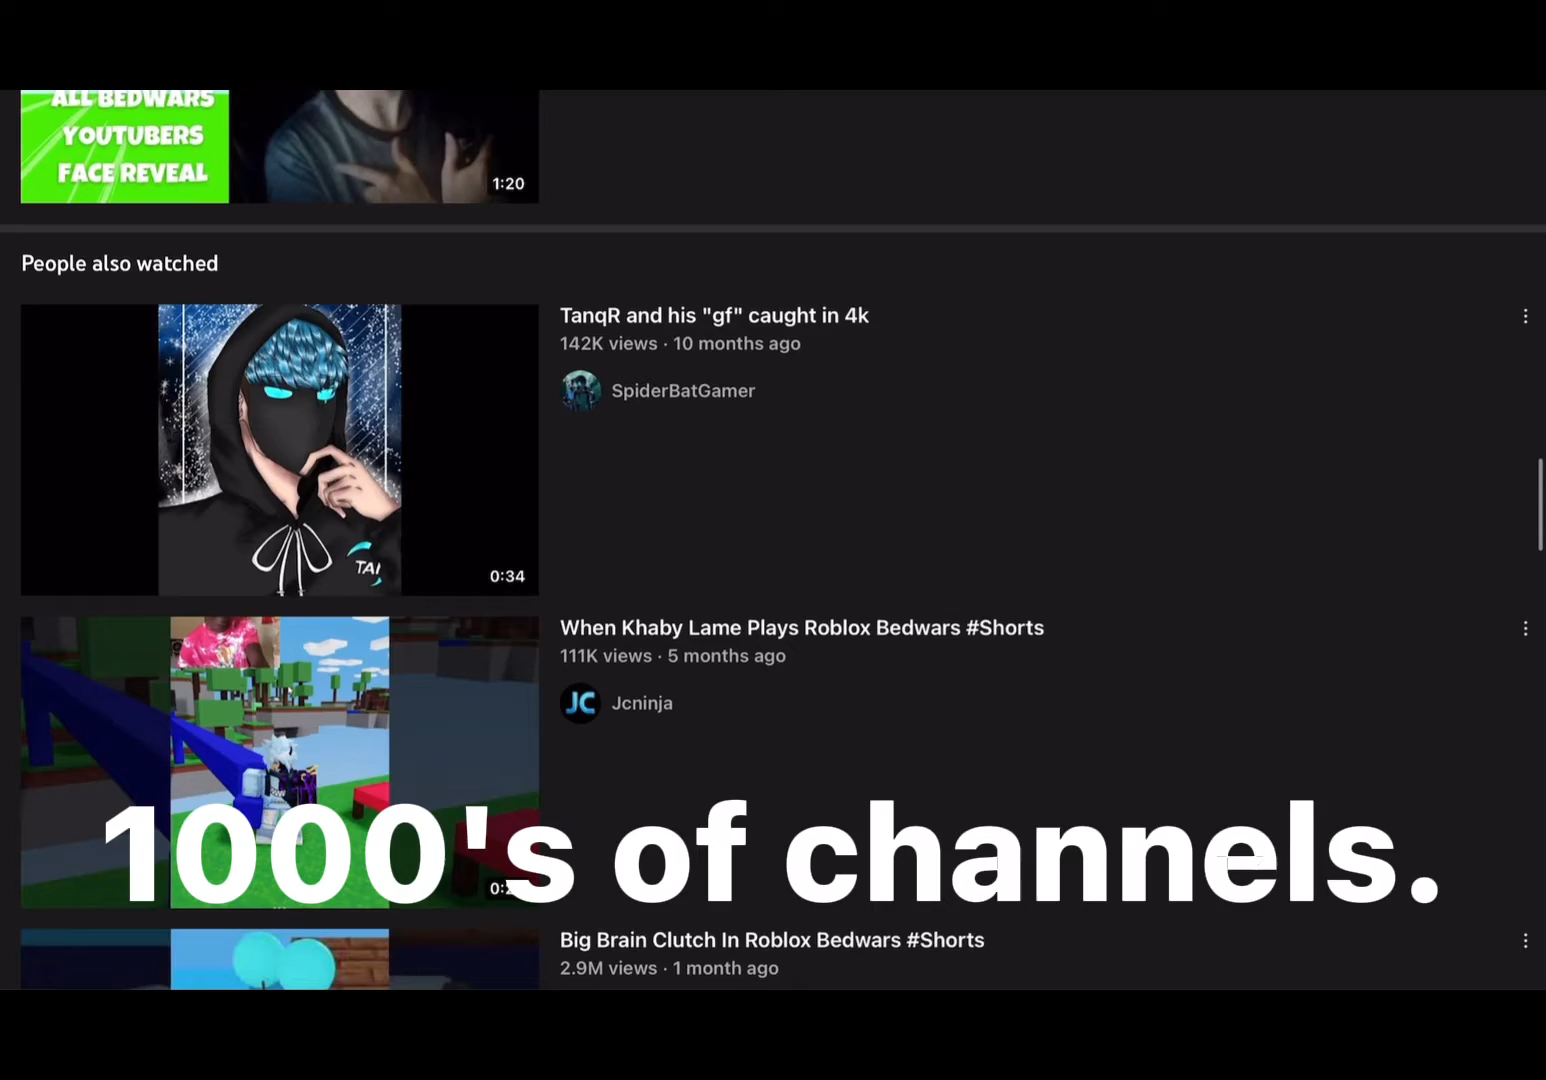 ALL BEDWARS
YOUTUBERS
FACE REVEAL
1:20
People also watched
TanqR and his "gf" caught in 4k
142K views · 10 months ago
SpiderBatGamer
TAI
0:34
When Khaby Lame Plays Roblox Bedwars #Shorts
111K views · 5 months ago
JC
Jcninja
1000's of channels.
Big Brain Clutch In Roblox Bedwars #Shorts
2.9M views · 1 month ago